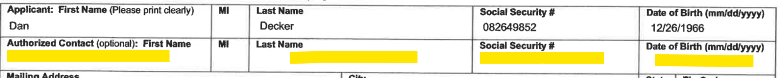 Applicant: First Name (Please print clearly) MI Last Name Social Security # Date of Birth (mm/dd/yyyy)
Dan Decker 082649852 12/26/1966
Authorized Contact (optional): First Name MI Last Name Social Security # Date of Birth (mm/dd/yyyy)
Mailing Address City